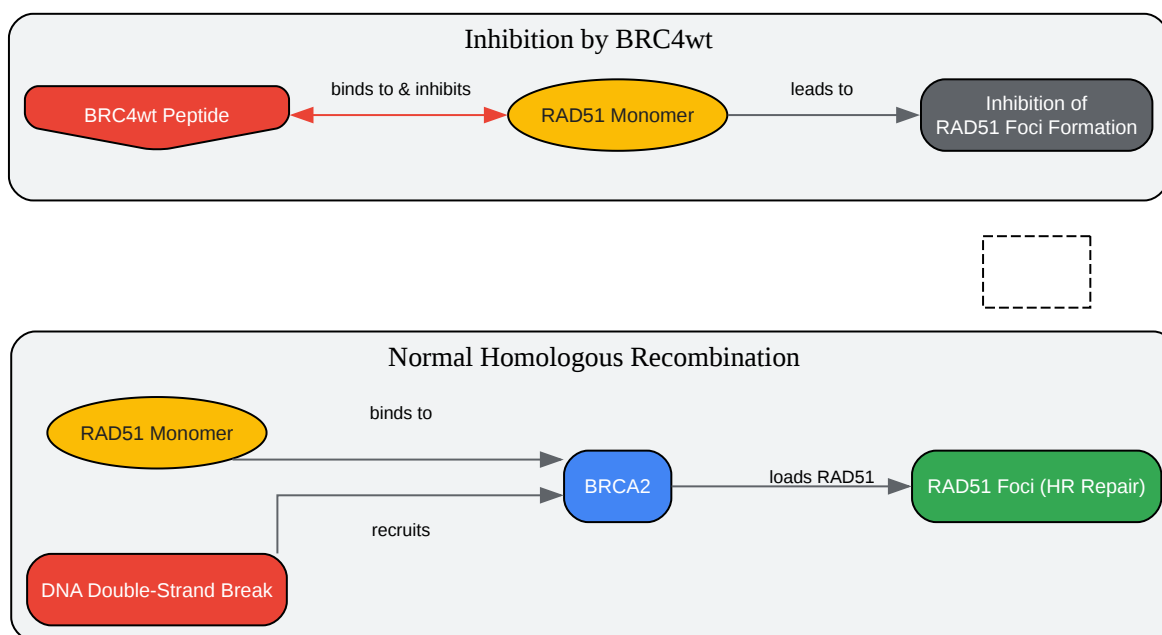 Inhibition by BRC4wt
BRC4wt Peptide
binds to & inhibits
RAD51 Monomer
leads to
Inhibition of
RAD51 Foci Formation
Normal Homologous Recombination
RAD51 Monomer
binds to
BRCA2
loads RAD51
RAD51 Foci (HR Repair)
recruits
DNA Double-Strand Break